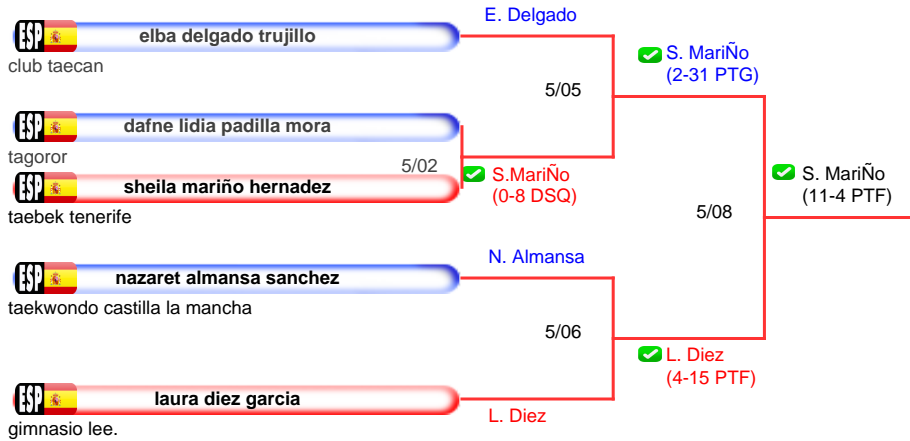 E. Delgado
ESP elba delgado trujillo
club taecan
S. MariÑo
(2-31 PTG)
5/05
ESP dafne lidia padilla mora
tagoror
5/02
S.MariÑo
(0-8 DSQ)
ESP sheila mariño hernadez
taebek tenerife
S. MariÑo
(11-4 PTF)
5/08
N. Almansa
ESP nazaret almansa sanchez
taekwondo castilla la mancha
5/06
L. Diez
(4-15 PTF)
ESP laura diez garcia
L. Diez
gimnasio lee.